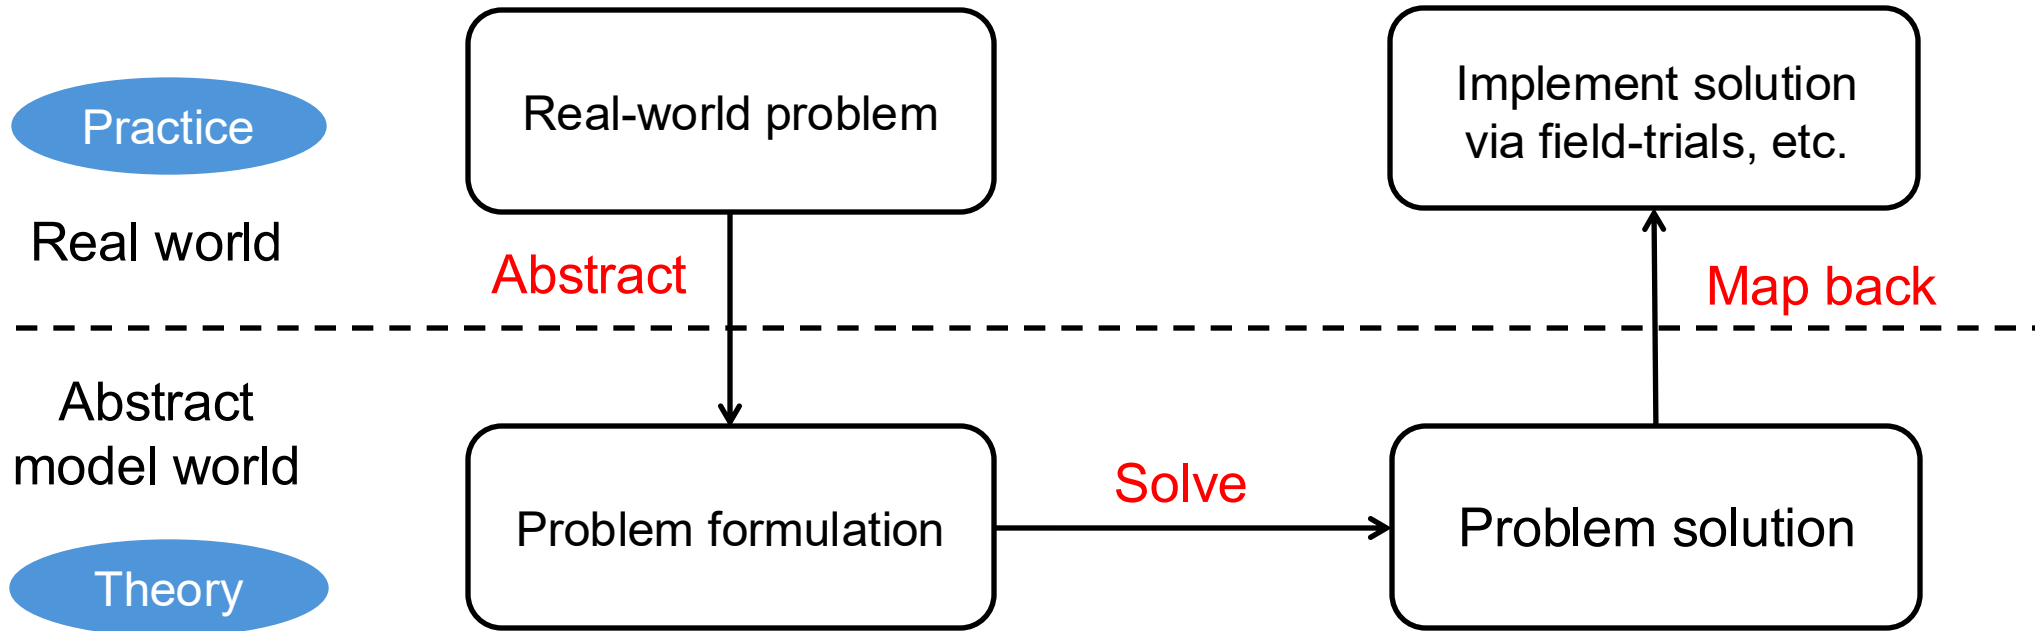 Practice
Real world
Real-world problem
Implement solution
via field-trials, etc.
Abstract
Map back
Abstract
model world
Theory
Problem formulation
Solve
Problem solution